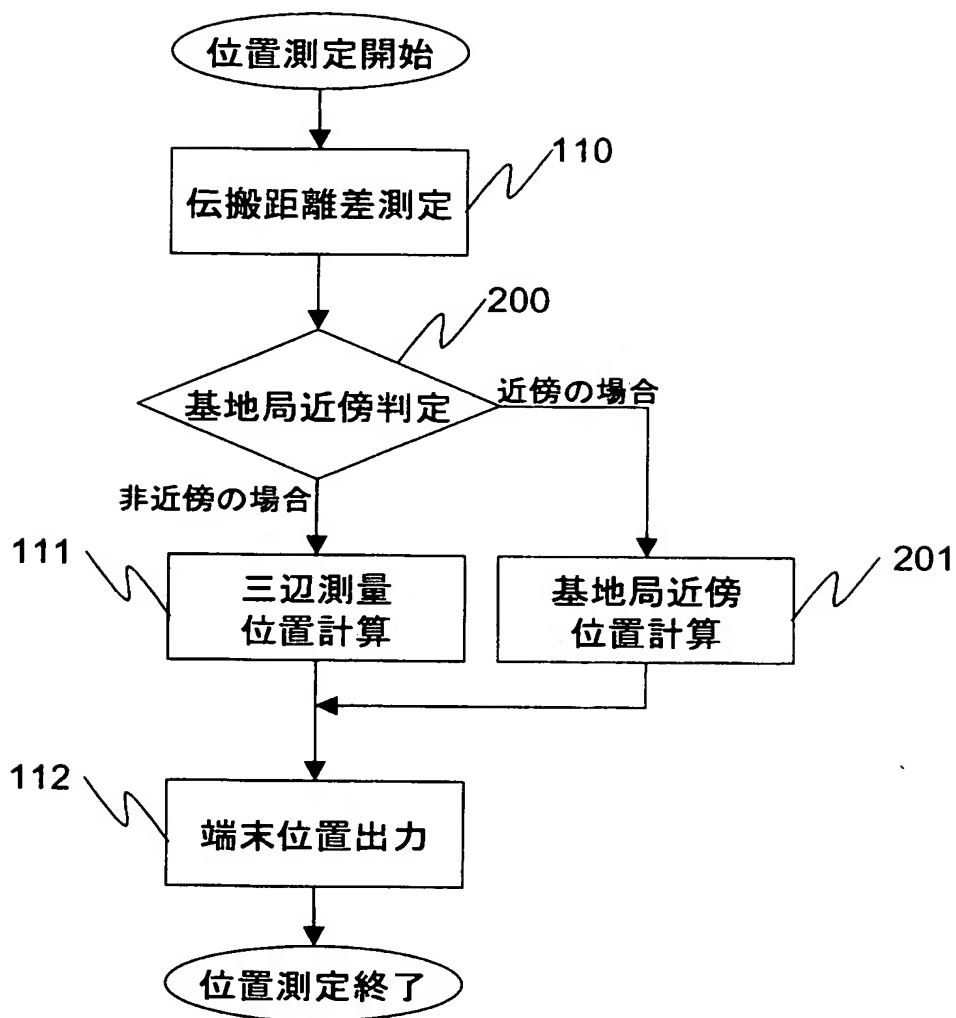 位置測定開始
110
伝搬距離差測定
200
基地局近傍判定
近傍の場合
非近傍の場合
111
三辺測量
位置計算
201
基地局近傍
位置計算
112
端末位置出力
位置測定終了